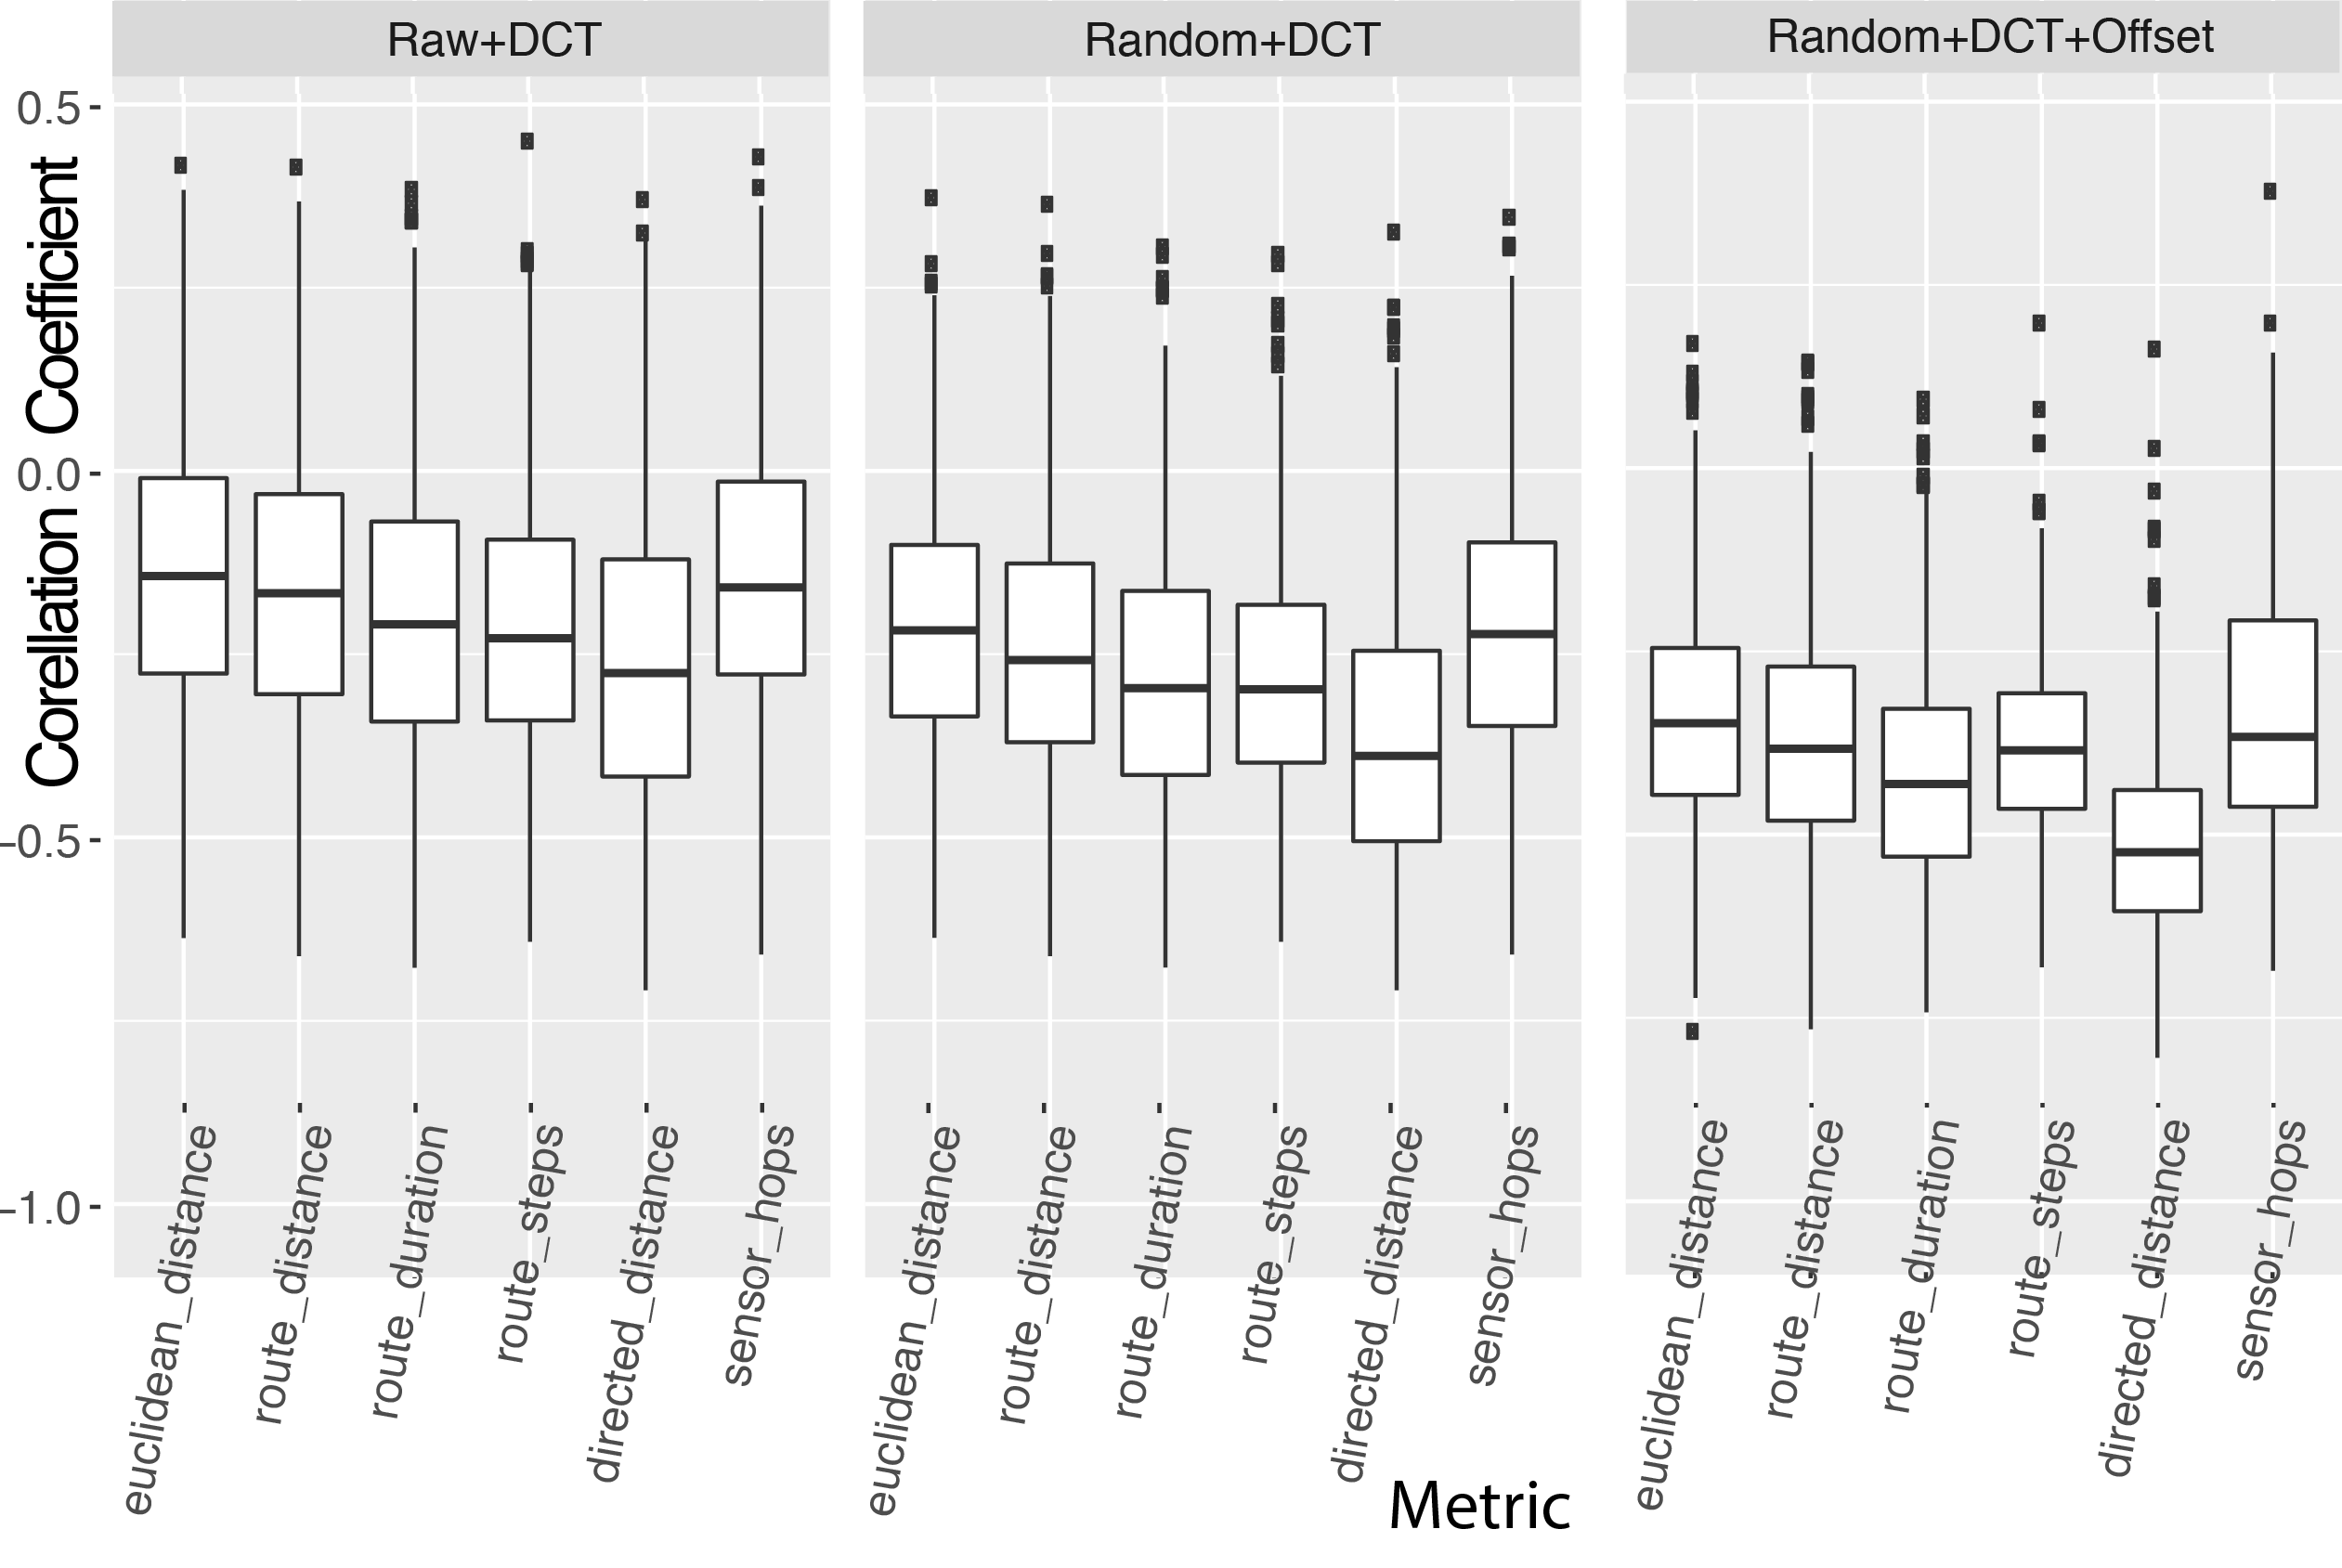 Raw+DCT
Random+DCT
Random+DCT+Offset
Corellation Coefficient
0.5
0.0
−0.5
−1.0
euclidean_distance
route_distance
route_duration
route_steps
directed_distance
sensor_hops
euclidean_distance
route_distance
route_duration
route_steps
directed_distance
sensor_hops
euclidean_distance
route_distance
route_duration
route_steps
directed_distance
sensor_hops
Metric